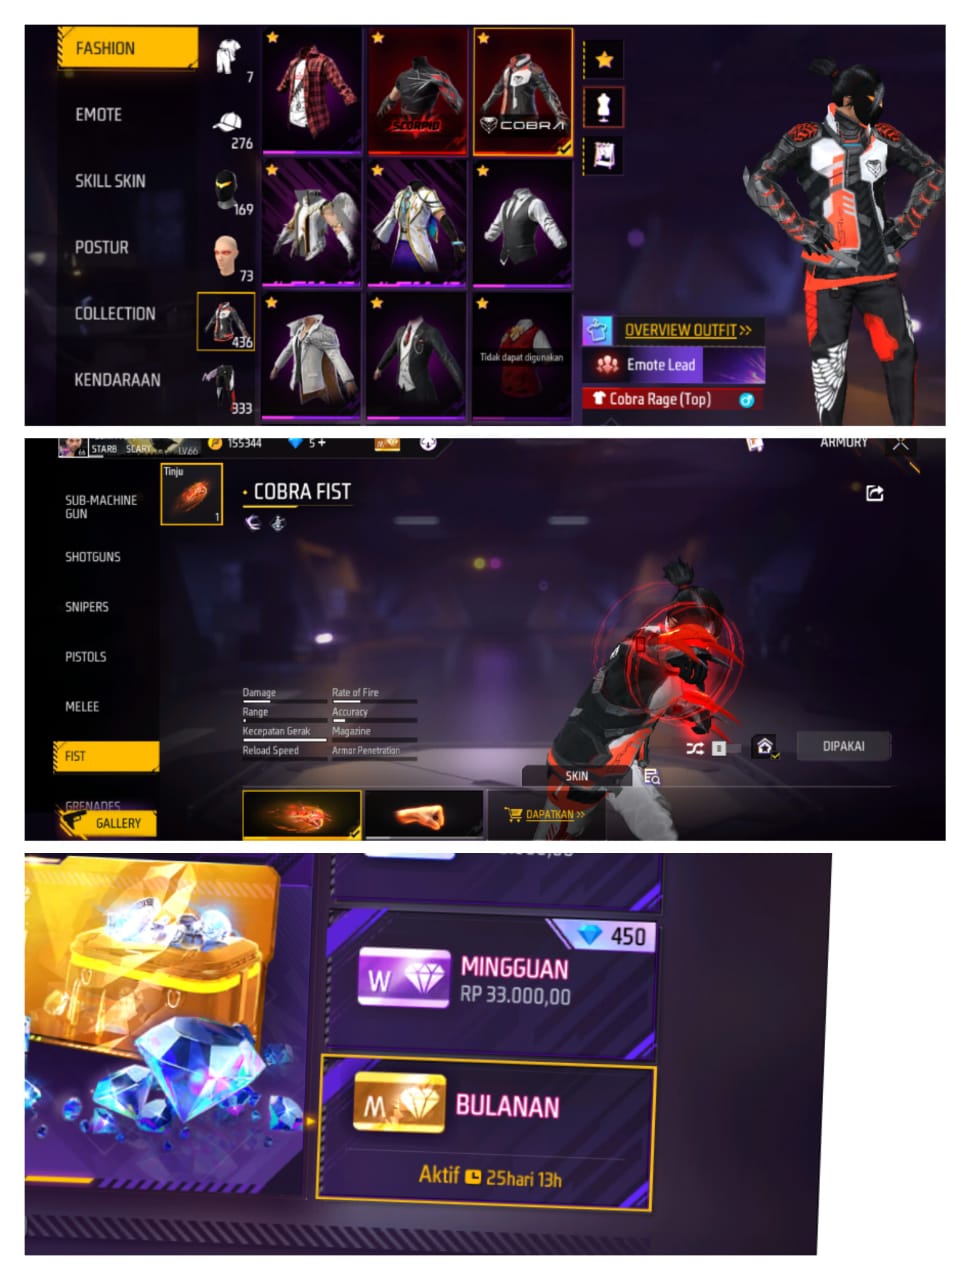 FASHION
EMOTE
SKILL SKIN
POSTUR
COLLECTION
KENDARAAN
7
276
169
73
436
333
SCORPIO
COBRA
Tidak dapat digunakan
OVERVIEW OUTFIT >>
Emote Lead
Cobra Rage (Top)
STARB SCARY
LV.66
66
155344
5+
ARMORY
SUB-MACHINE
GUN
SHOTGUNS
SNIPERS
PISTOLS
MELEE
FIST
GRENADES
GALLERY
Tinju
1
COBRA FIST
Damage
Rate of Fire
Range
Accuracy
Kecepatan Gerak
Magazine
Reload Speed
Armor Penetration
DIPAKAI
SKIN
DAPATKAN >>
450
W
MINGGUAN
RP 33.000,00
M
BULANAN
Aktif 25hari 13h